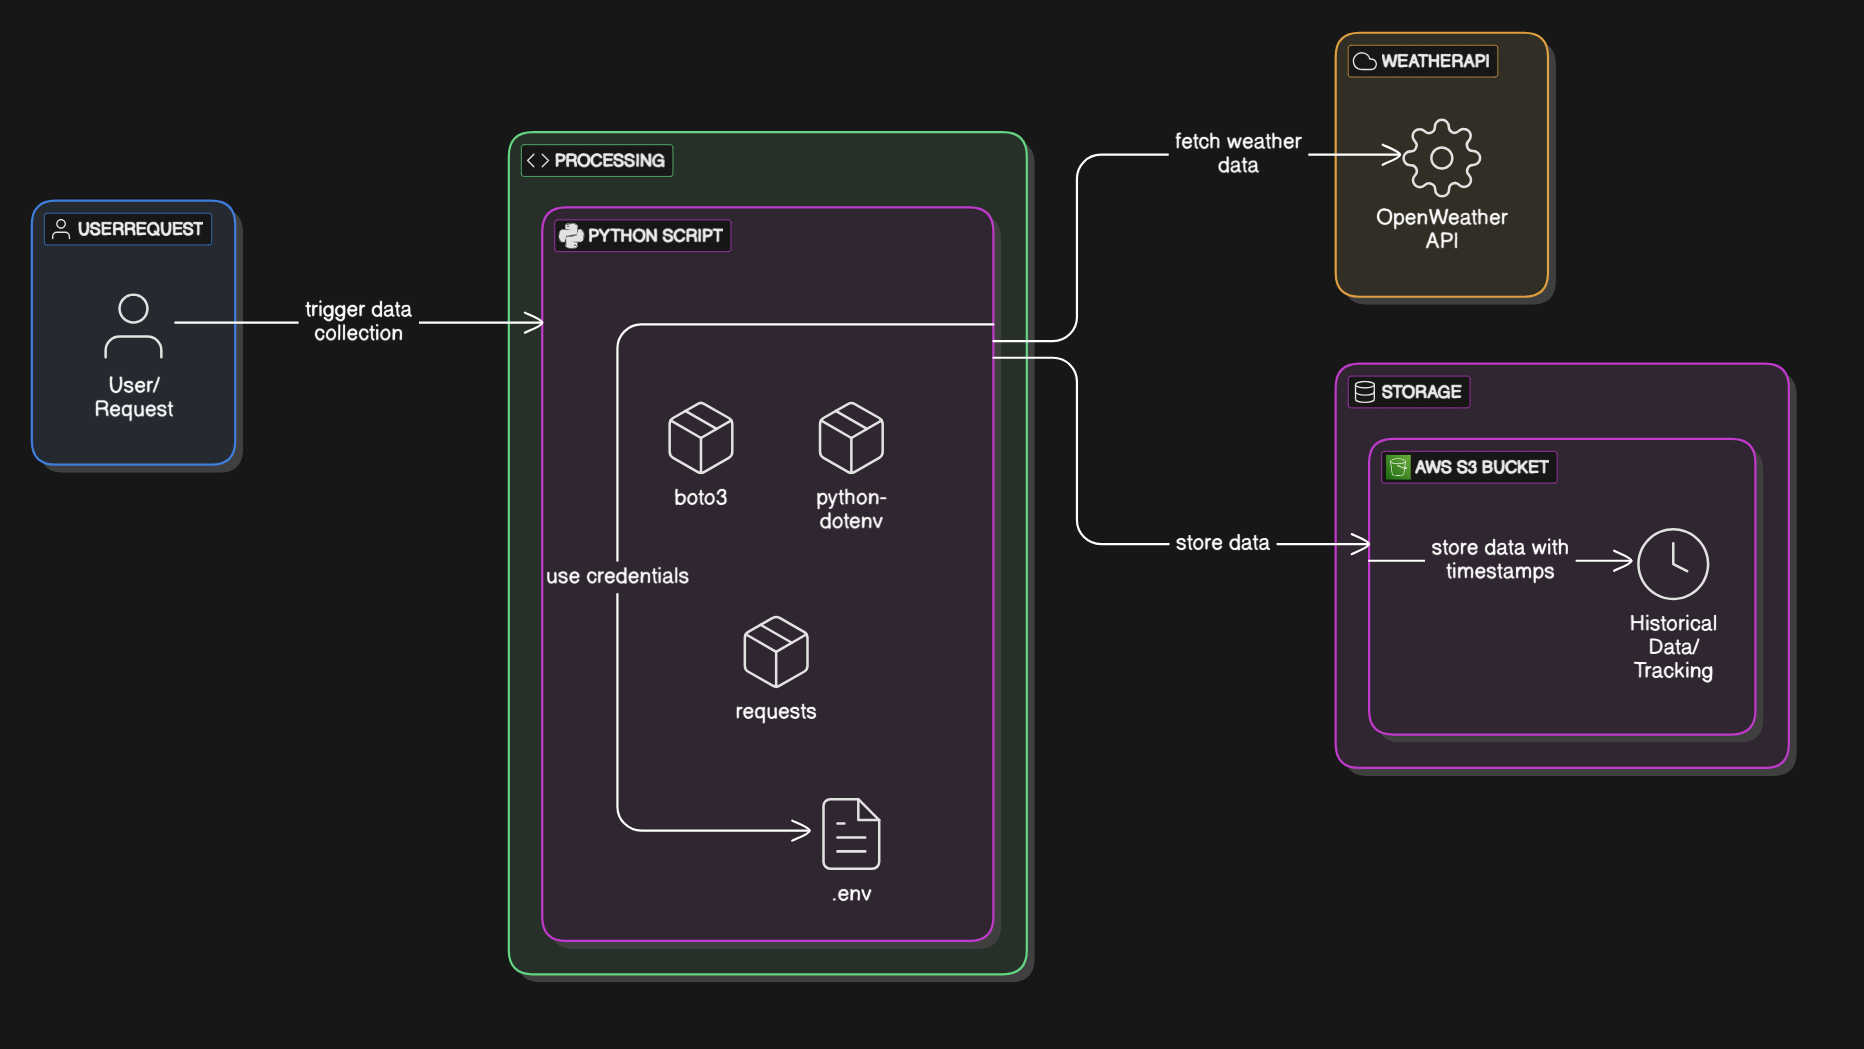 USERREQUEST
User/
Request
trigger data
collection
PROCESSING
PYTHON SCRIPT
boto3
python-
dotenv
use credentials
requests
.env
fetch weather
data
WEATHERAPI
OpenWeather
API
store data
STORAGE
AWS S3 BUCKET
store data with
timestamps
Historical
Data/
Tracking